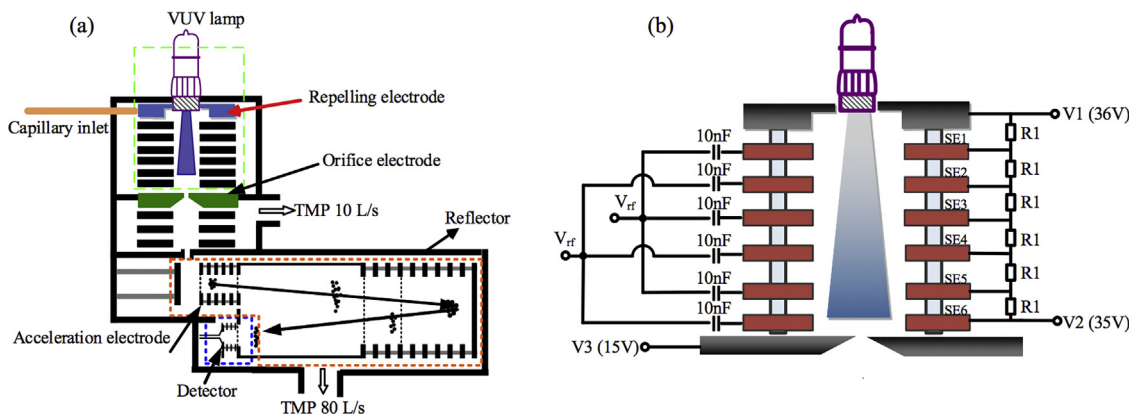 (a)
VUV lamp
Repelling electrode
Capillary inlet
Orifice electrode
TMP 10 L/s
Reflector
Acceleration electrode
Detector
TMP 80 L/s
(b)
V1 (36V)
10nF
SE1
R1
10nF
SE2
R1
Vrf
10nF
SE3
R1
Vrf
10nF
SE4
R1
10nF
SE5
R1
10nF
SE6
R1
V2 (35V)
V3 (15V)